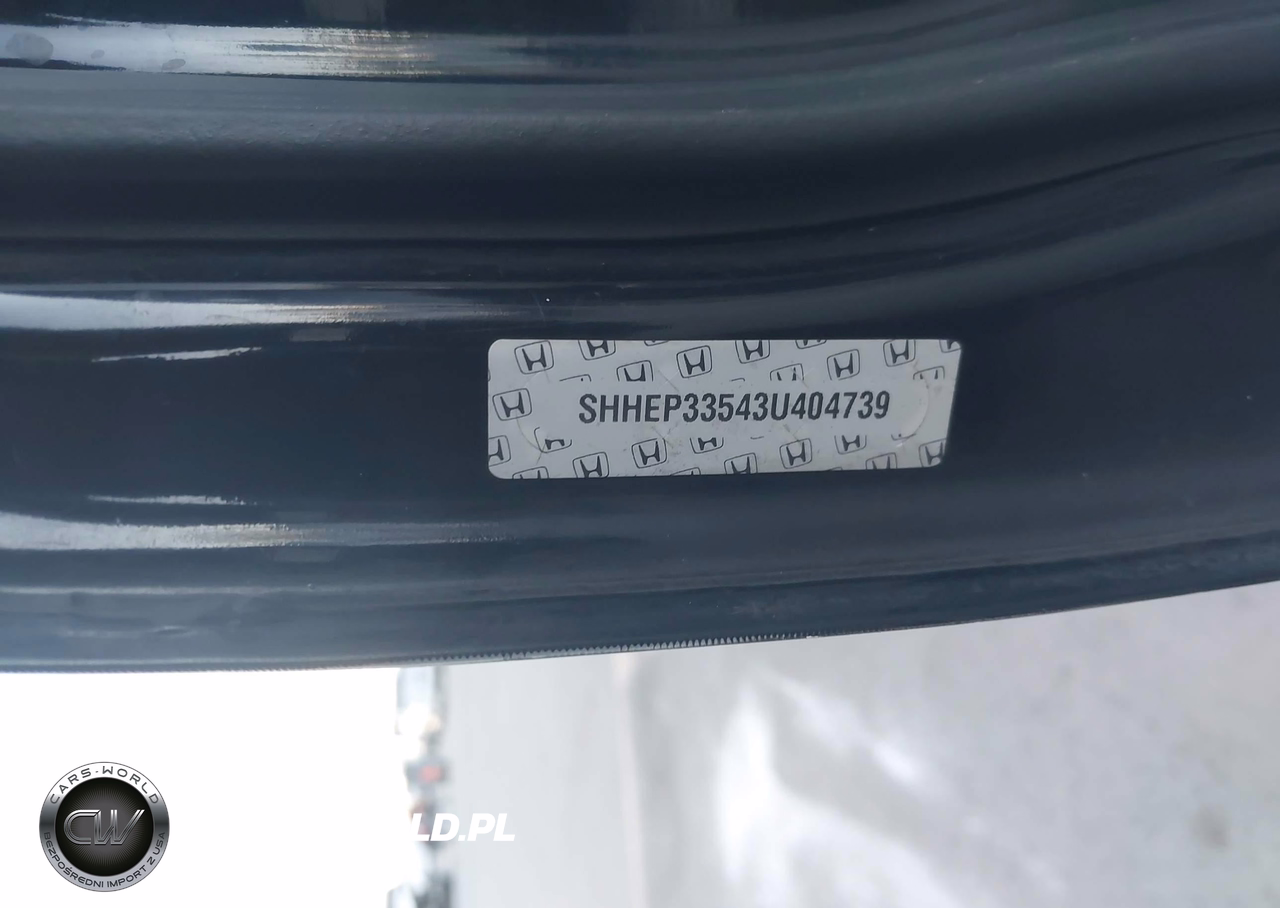 SHHEP33543U404739
CARS-WORLD
CW
BEZPOŚREDNI IMPORT Z USA
LD.PL